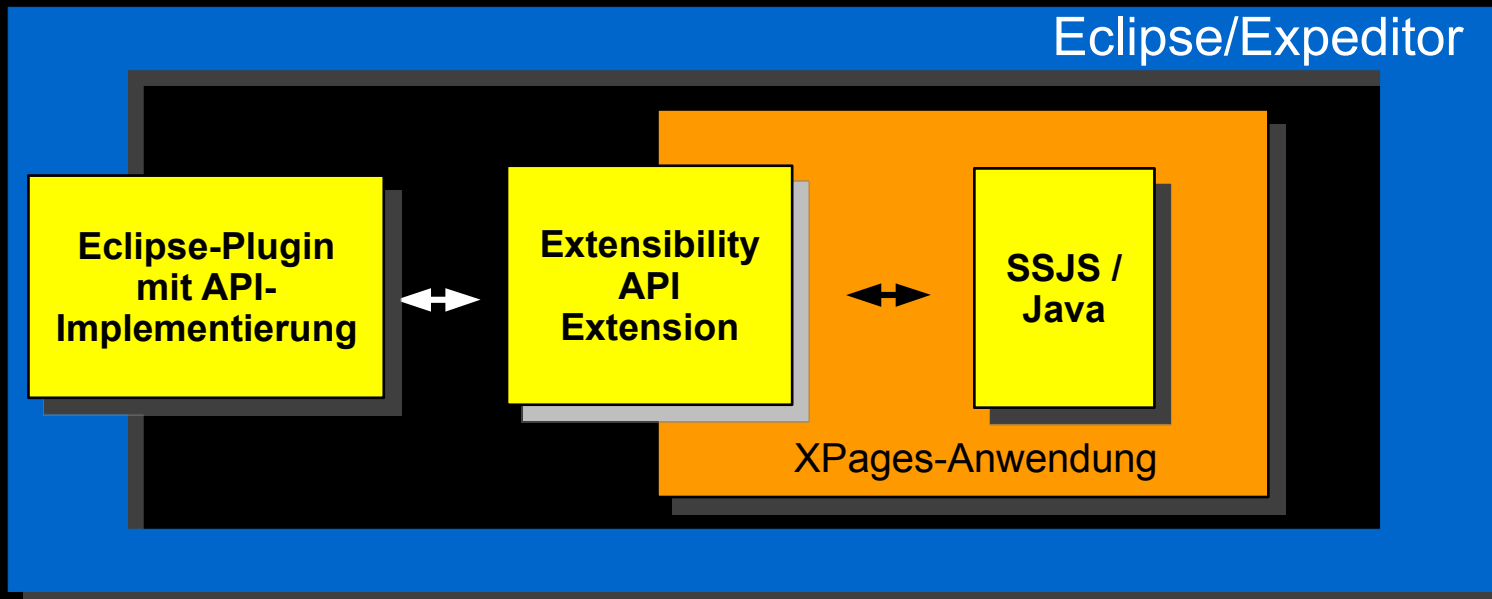 Eclipse/Expeditor
Eclipse-Plugin
mit API-
Implementierung
Extensibility
API
Extension
SSJS /
Java
XPages-Anwendung